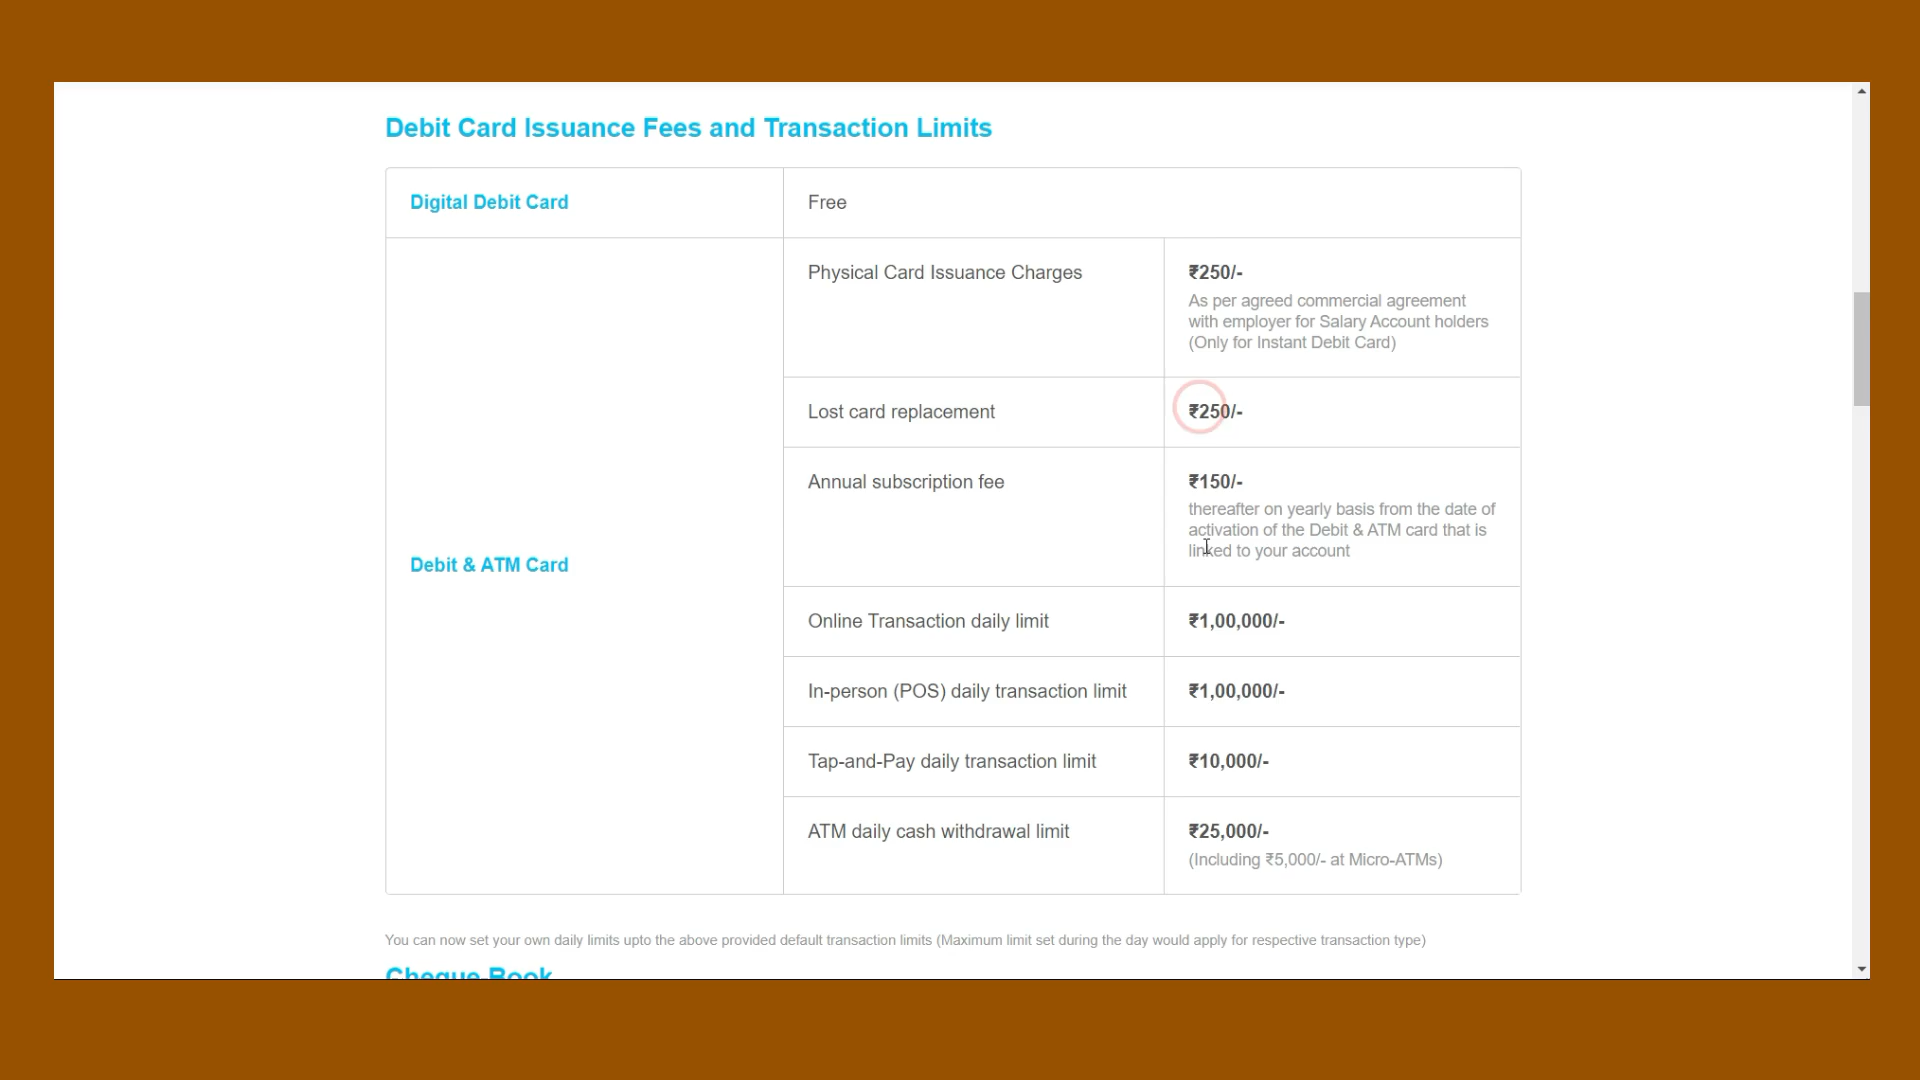 Debit Card Issuance Fees and Transaction Limits
Digital Debit Card
Free
Debit & ATM Card
Physical Card Issuance Charges
₹250/-
As per agreed commercial agreement
with employer for Salary Account holders
(Only for Instant Debit Card)
Lost card replacement
₹250/-
Annual subscription fee
₹150/-
thereafter on yearly basis from the date of
activation of the Debit & ATM card that is
linked to your account
Online Transaction daily limit
₹1,00,000/-
In-person (POS) daily transaction limit
₹1,00,000/-
Tap-and-Pay daily transaction limit
₹10,000/-
ATM daily cash withdrawal limit
₹25,000/-
(Including ₹5,000/- at Micro-ATMs)
You can now set your own daily limits upto the above provided default transaction limits (Maximum limit set during the day would apply for respective transaction type)
Cheque Book